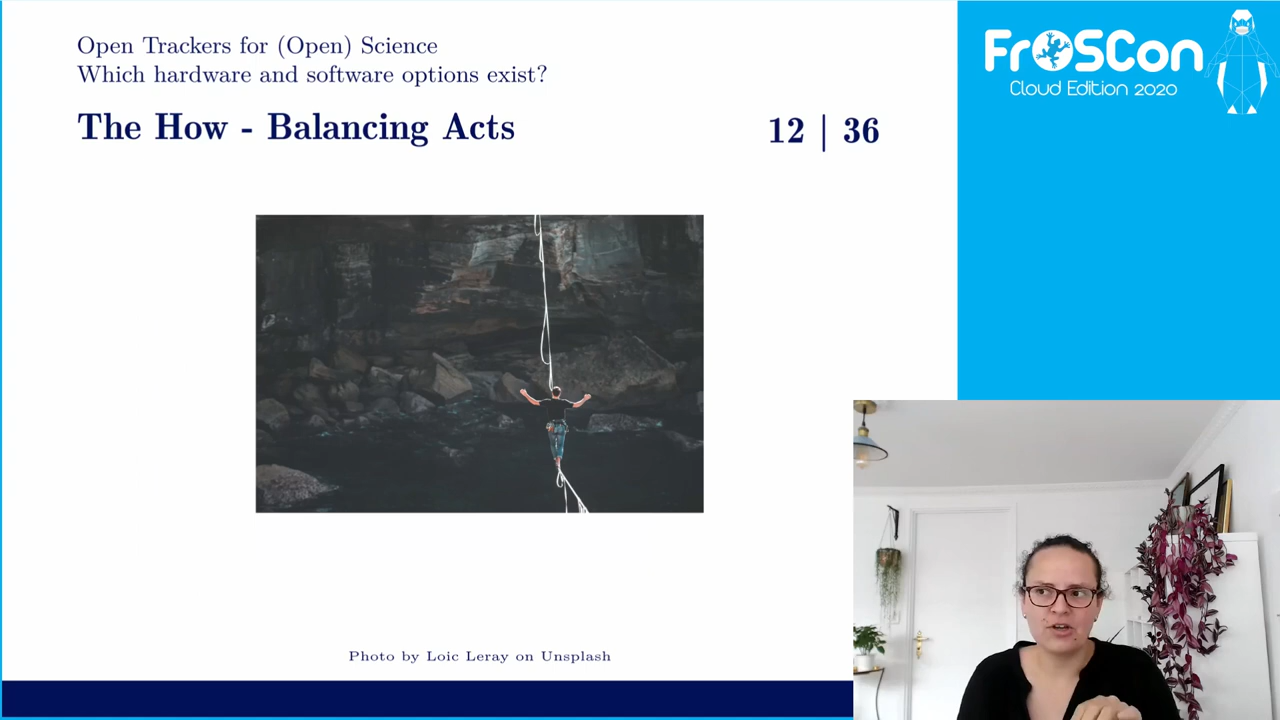 Open Trackers for (Open) Science
Which hardware and software options exist?
The How - Balancing Acts
12 | 36
Photo by Loic Leray on Unsplash
FrOSCon
Cloud Edition 2020